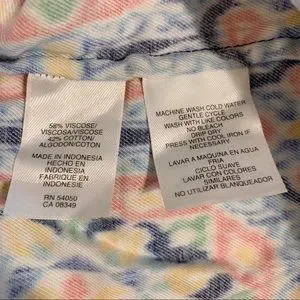 58% VISCOSE/
VISCOSA/VISCOSE
42% COTTON/
ALGODON/COTON
MADE IN INDONESIA
HECHO EN
INDONESIA
FABRIQUE EN
INDONESIE
RN 54050
CA 08349
MACHINE WASH COLD WATER
GENTLE CYCLE
WASH WITH LIKE COLORS
NO BLEACH
DRIP DRY
PRESS WITH COOL IRON IF
NECESSARY
LAVAR A MAQUINA EN AGUA
FRIA
CICLO SUAVE
LAVAR CON COLORES
SIMILARES
NO UTILIZAR BLANQUEADOR